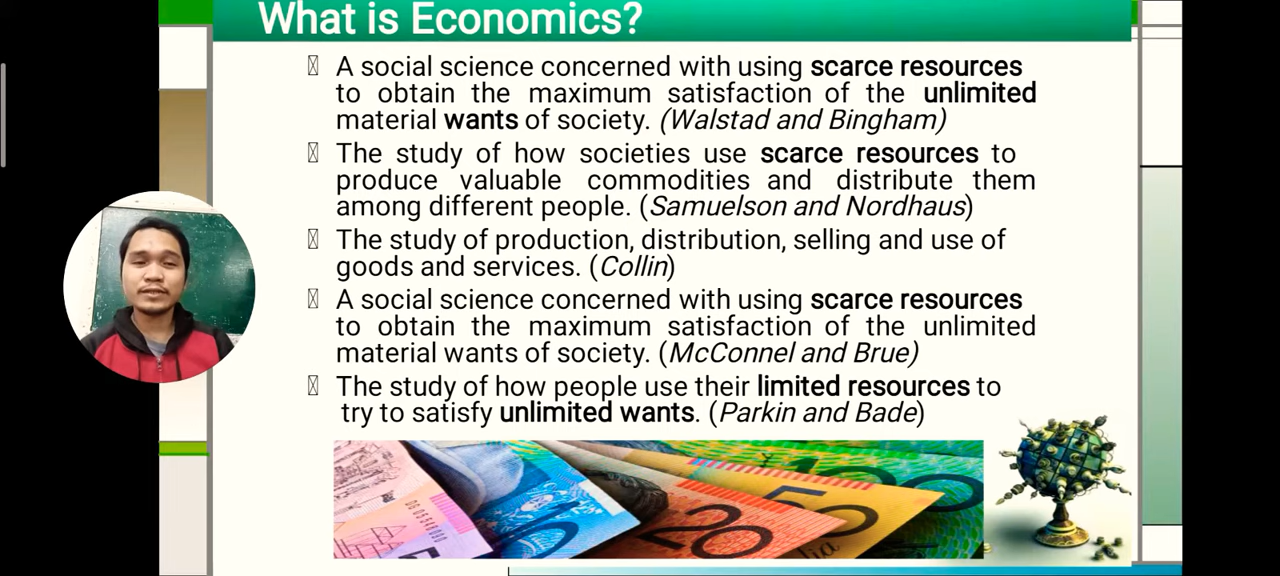 What is Economics?
A social science concerned with using scarce resources
to obtain the maximum satisfaction of the unlimited
material wants of society. (Walstad and Bingham)
The study of how societies use scarce resources to
produce valuable commodities and distribute them
among different people. (Samuelson and Nordhaus)
The study of production, distribution, selling and use of
goods and services. (Collin)
A social science concerned with using scarce resources
to obtain the maximum satisfaction of the unlimited
material wants of society. (McConnel and Brue)
The study of how people use their limited resources to
try to satisfy unlimited wants. (Parkin and Bade)
20